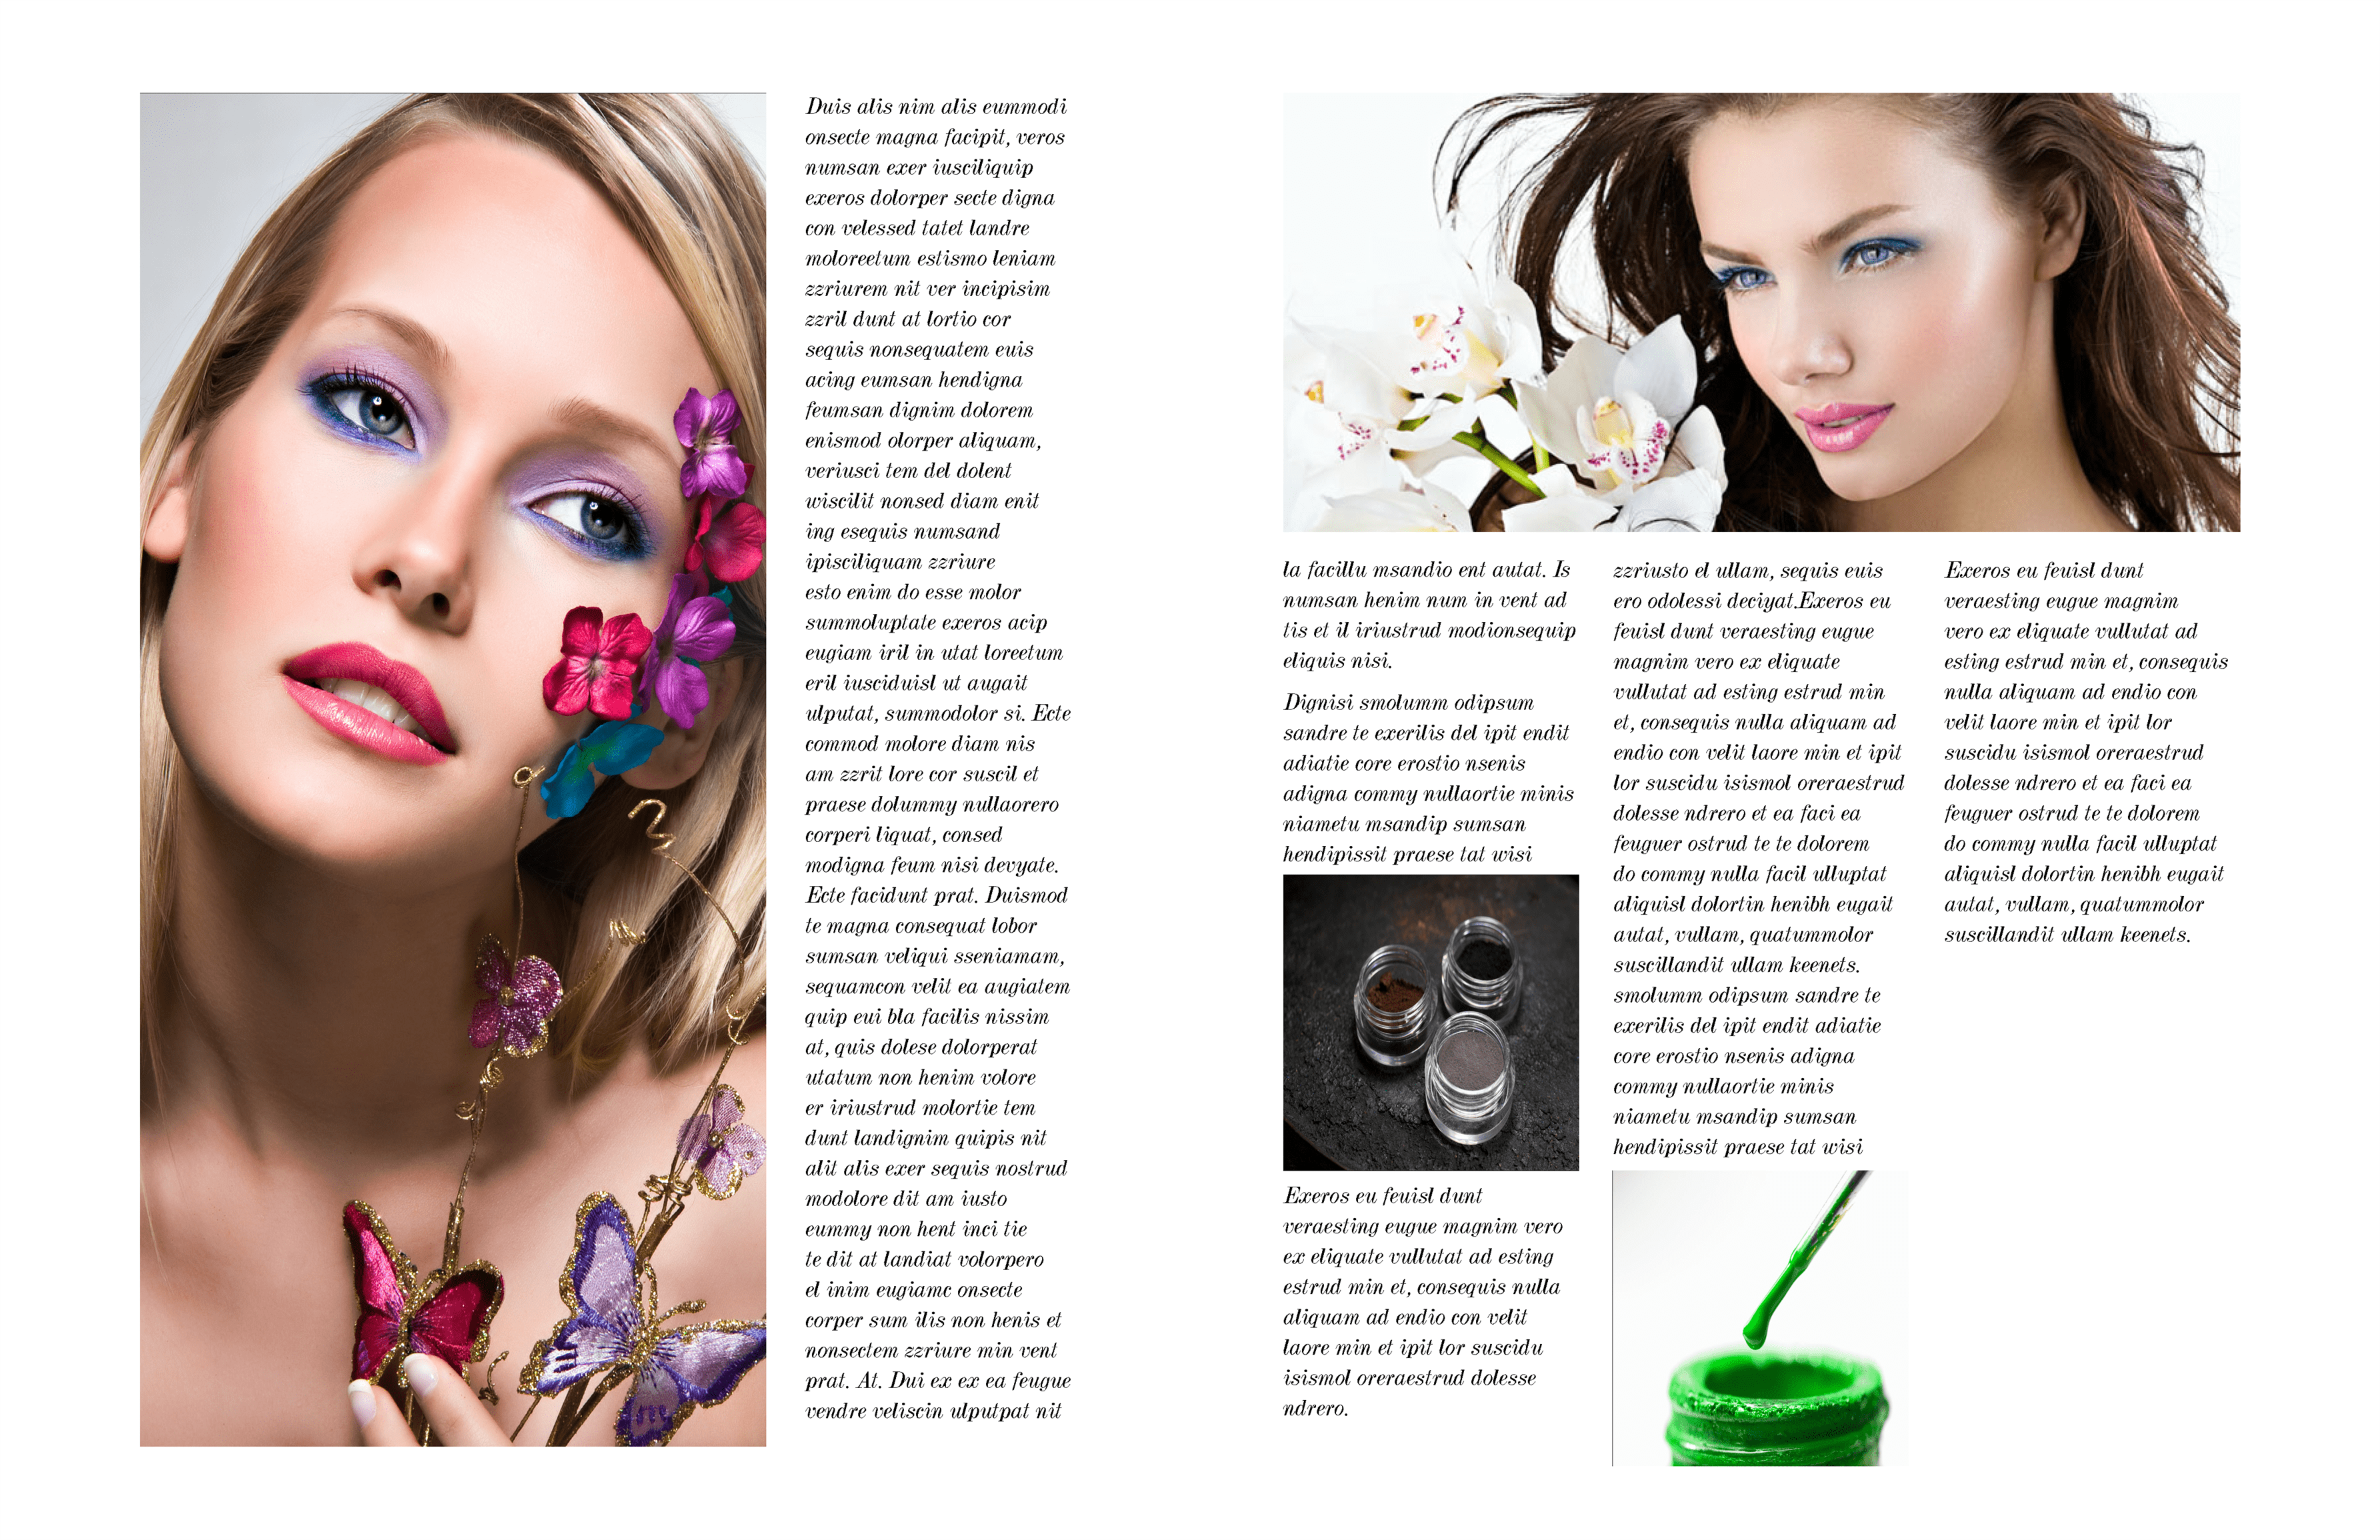 Duis alis nim alis eummodi
onsecte magna facipit, veros
numsan exer iusciliquip
exeros dolorper secte digna
con velessed tatet landre
moloreetum estismo leniam
zzriurem nit ver incipisim
zzril dunt at lortio cor
sequis nonsequatem euis
acing eumsan hendigna
feumsan dignim dolorem
enismod olorper aliquam,
veriusci tem del dolent
wiscilit nonsed diam enit
ing esequis numsand
ipisciliquam zzriure
esto enim do esse molor
summoluptate exeros acip
eugiam iril in utat loreetum
eril iusciduisl ut augait
ulputat, summodolor si. Ecte
commod molore diam nis
am zzrit lore cor suscil et
praese dolummy nullaorero
corperi liquat, consed
modigna feum nisi devyate.
Ecte facidunt prat. Duismod
te magna consequat lobor
sumsan veliqui sseniamam,
sequamcon velit ea augiatem
quip eui bla facilis nissim
at, quis dolese dolorperat
utatum non henim volore
er iriustrud molortie tem
dunt landignim quipis nit
alit alis exer sequis nostrud
modolore dit am iusto
eummy non hent inci tie
te dit at landiat volorpero
el inim eugiamc onsecte
corper sum ilis non henis et
nonsectem zzriure min vent
prat. At. Dui ex ex ea feugue
vendre veliscin ulputpat nit
la facillu msandio ent autat. Is
numsan henim num in vent ad
tis et il iriustrud modionsequip
eliquis nisi.
Dignisi smolumm odipsum
sandre te exerilis del ipit endit
adiatie core erostio nsenis
adigna commy nullaortie minis
niametu msandip sumsan
hendipissit praese tat wisi
Exeros eu feuisl dunt
veraesting eugue magnim vero
ex eliquate vullutat ad esting
estrud min et, consequis nulla
aliquam ad endio con velit
laore min et ipit lor suscidu
isismol oreraestrud dolesse
ndrero.
zzriusto el ullam, sequis euis
ero odolessi deciyat.Exeros eu
feuisl dunt veraesting eugue
magnim vero ex eliquate
vullutat ad esting estrud min
et, consequis nulla aliquam ad
endio con velit laore min et ipit
lor suscidu isismol oreraestrud
dolesse ndrero et ea faci ea
feuguer ostrud te te dolorem
do commy nulla facil ulluptat
aliquisl dolortin henibh eugait
autat, vullam, quatummolor
suscillandit ullam keenets.
smolumm odipsum sandre te
exerilis del ipit endit adiatie
core erostio nsenis adigna
commy nullaortie minis
niametu msandip sumsan
hendipissit praese tat wisi
Exeros eu feuisl dunt
veraesting eugue magnim
vero ex eliquate vullutat ad
esting estrud min et, consequis
nulla aliquam ad endio con
velit laore min et ipit lor
suscidu isismol oreraestrud
dolesse ndrero et ea faci ea
feuguer ostrud te te dolorem
do commy nulla facil ulluptat
aliquisl dolortin henibh eugait
autat, vullam, quatummolor
suscillandit ullam keenets.